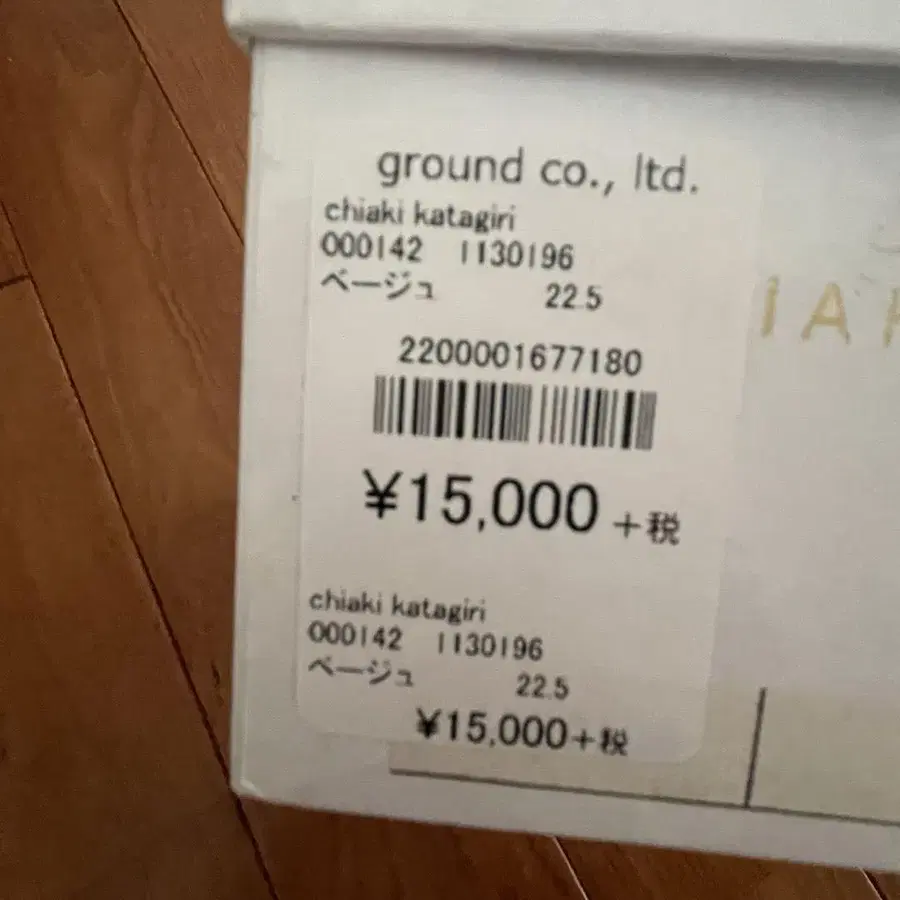 ground co., ltd.
chiaki katagiri
000142 1130196
ベージュ 22.5
2200001677180
¥15,000 +税
chiaki katagiri
000142 1130196
ベージュ 22.5
¥15,000+税